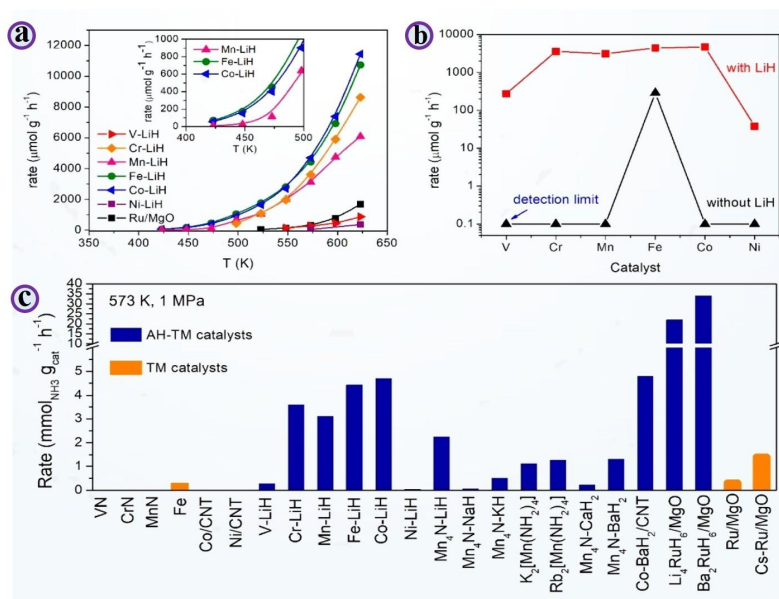 a
12000
10000
8000
6000
4000
2000
0
rate (μmol g⁻¹ h⁻¹)
350 400 450 500 550 600 650
T (K)
V-LiH
Cr-LiH
Mn-LiH
Fe-LiH
Co-LiH
Ni-LiH
Ru/MgO
1000
800
600
400
200
0
rate (μmol g⁻¹ h⁻¹)
400 450 500
T (K)
Mn-LiH
Fe-LiH
Co-LiH
b
100000
10000
1000
100
10
1
0.1
rate (μmol g⁻¹ h⁻¹)
with LiH
detection limit
without LiH
V Cr Mn Fe Co Ni
Catalyst
c
40
35
30
25
20
15
10
5
4
3
2
1
0
Rate (mmol_NH3 g_cat⁻¹ h⁻¹)
573 K, 1 MPa
AH-TM catalysts
TM catalysts
VN
CrN
MnN
Fe
Co/CNT
Ni/CNT
V-LiH
Cr-LiH
Mn-LiH
Fe-LiH
Co-LiH
Ni-LiH
Mn₄N-LiH
Mn₄N-NaH
Mn₄N-KH
K₂[Mn(NH₂)₄]
Rb₂[Mn(NH₂)₄]
Mn₄N-CaH₂
Mn₄N-BaH₂
Co-BaH₂/CNT
Li₄RuH₆/MgO
Ba₂RuH₆/MgO
Ru/MgO
Cs-Ru/MgO